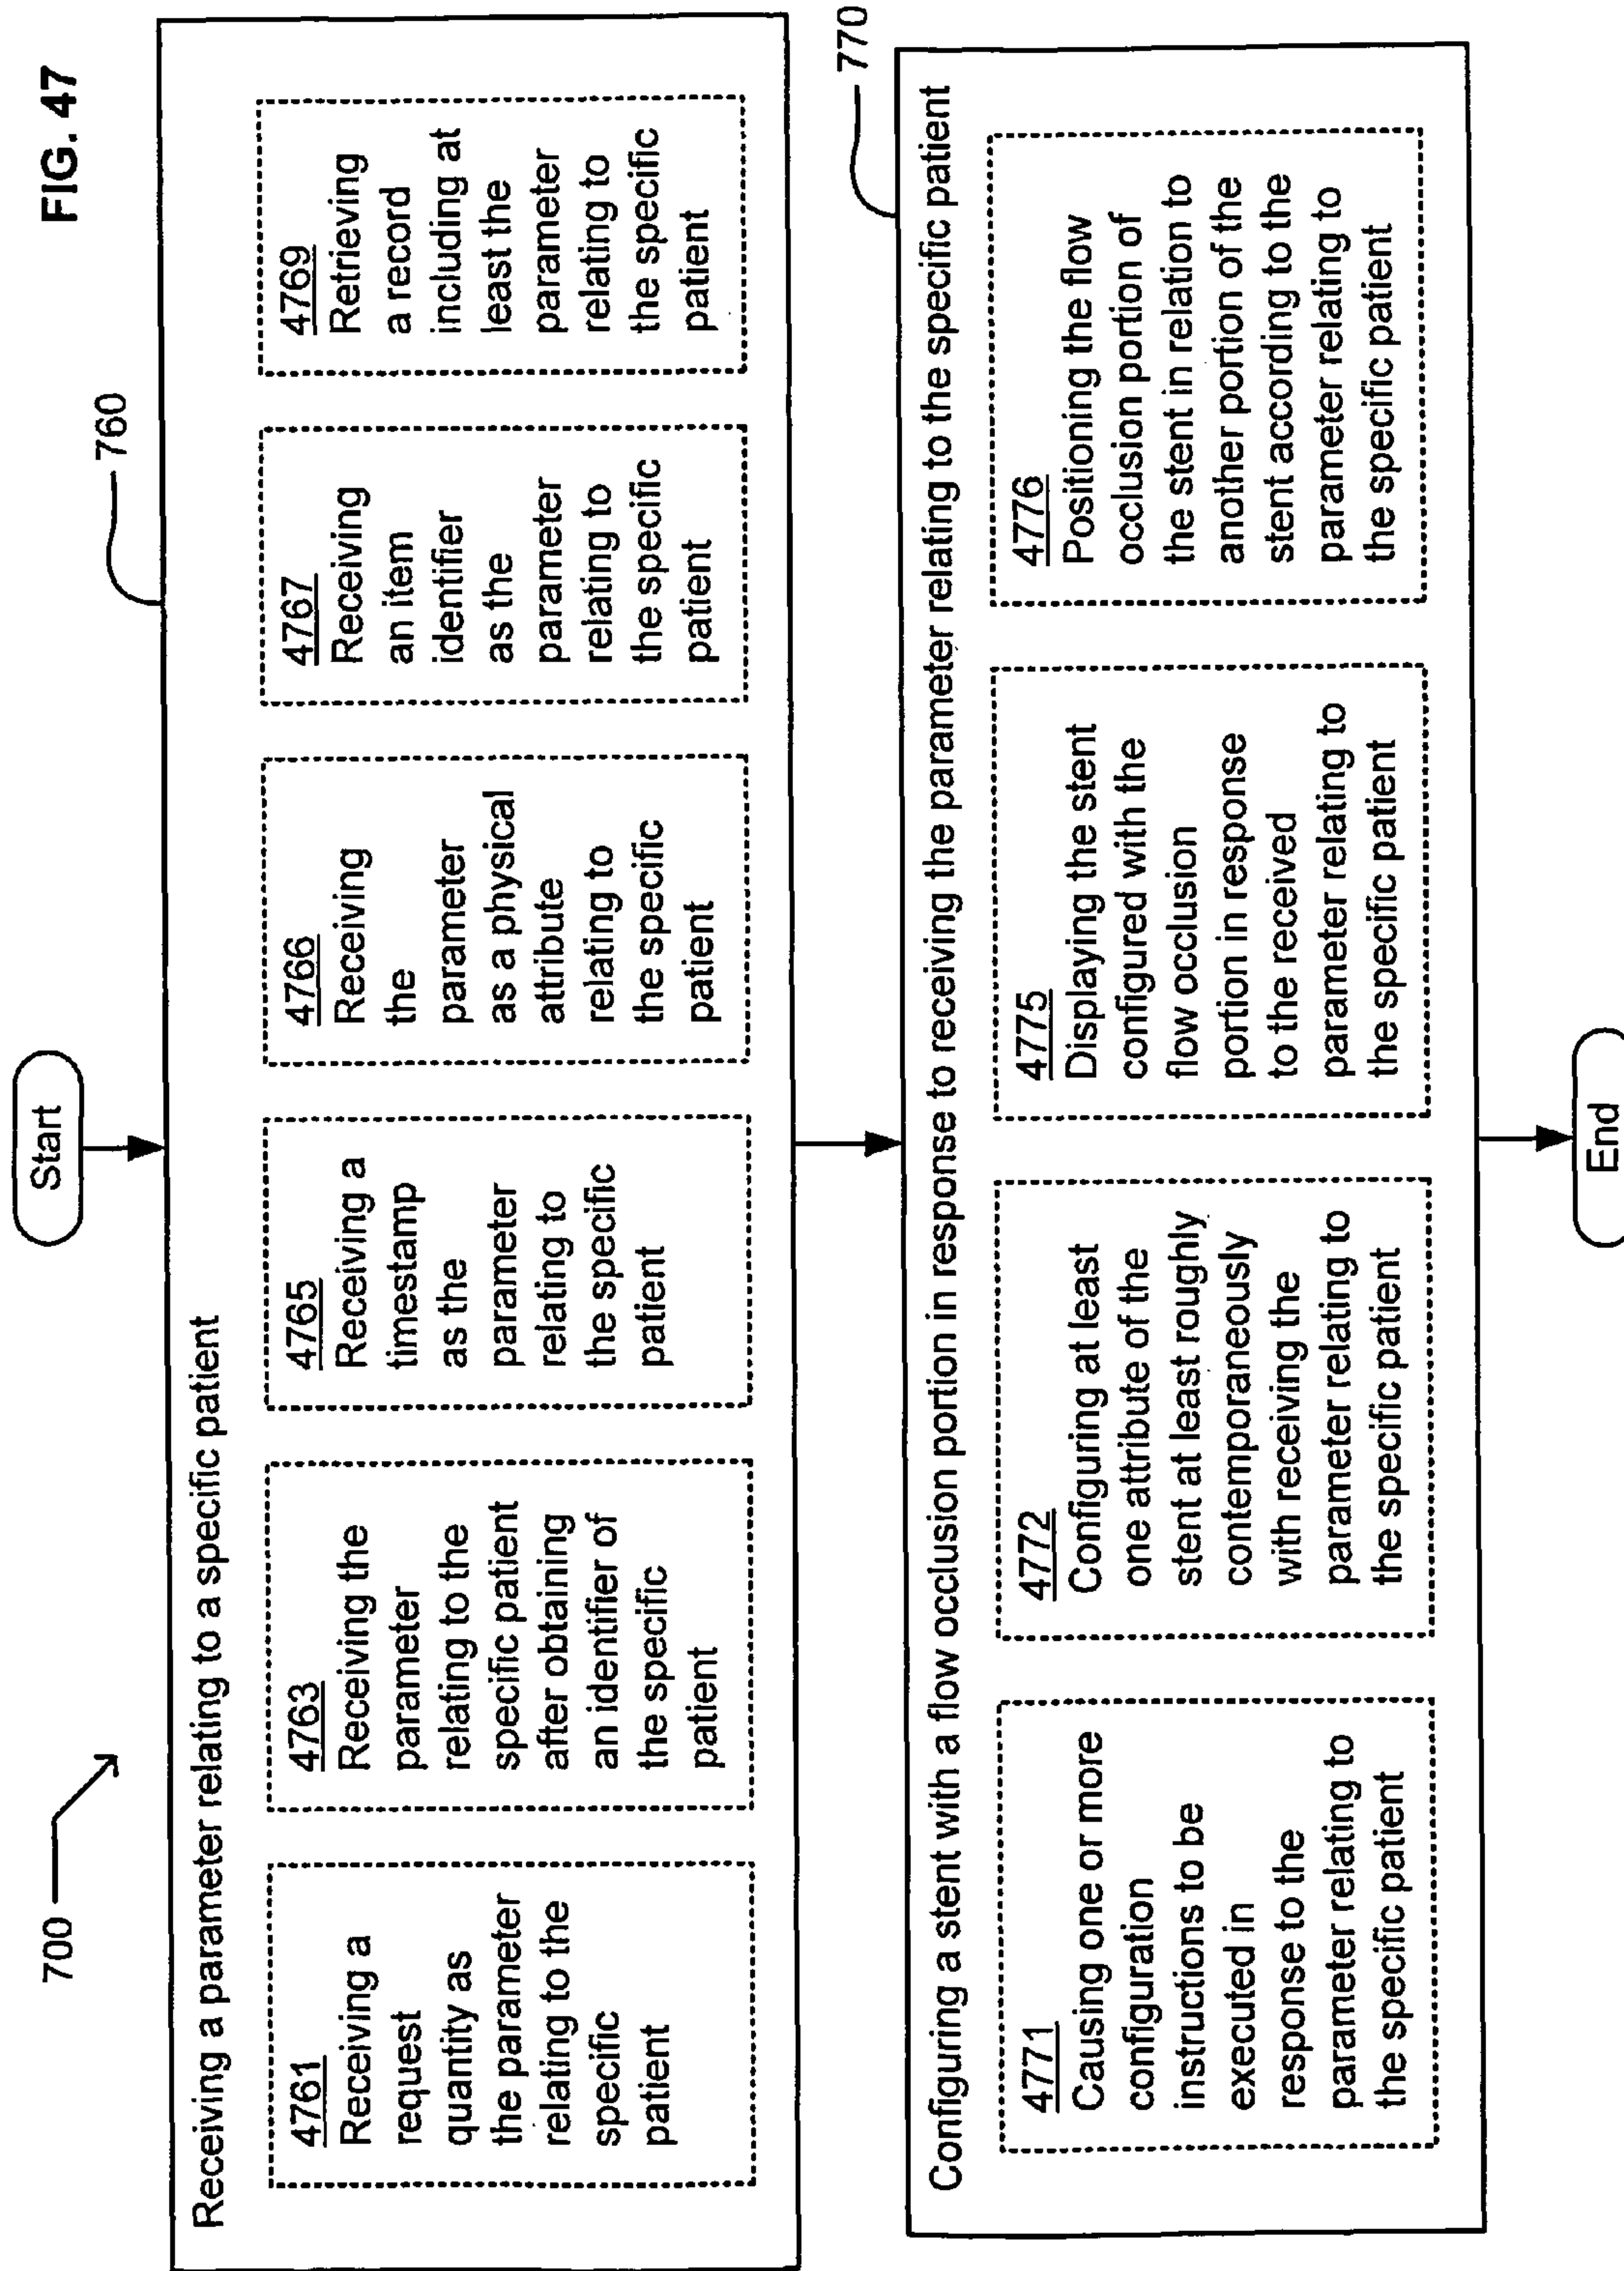 FIG. 47
700
Start
760
Receiving a parameter relating to a specific patient
4761
Receiving a
request
quantity as
the parameter
relating to the
specific
patient
4763
Receiving the
parameter
relating to the
specific patient
after obtaining
an identifier of
the specific
patient
4765
Receiving a
timestamp
as the
parameter
relating to
the specific
patient
4766
Receiving
the
parameter
as a physical
attribute
relating to
the specific
patient
4767
Receiving
an item
identifier
as the
parameter
relating to
the specific
patient
4769
Retrieving
a record
including at
least the
parameter
relating to
the specific
patient
770
Configuring a stent with a flow occlusion portion in response to receiving the parameter relating to the specific patient
4771
Causing one or more
configuration
instructions to be
executed in
response to the
parameter relating to
the specific patient
4772
Configuring at least
one attribute of the
stent at least roughly
contemporaneously
with receiving the
parameter relating to
the specific patient
4775
Displaying the stent
configured with the
flow occlusion
portion in response
to the received
parameter relating to
the specific patient
4776
Positioning the flow
occlusion portion of
the stent in relation to
another portion of the
stent according to the
parameter relating to
the specific patient
End